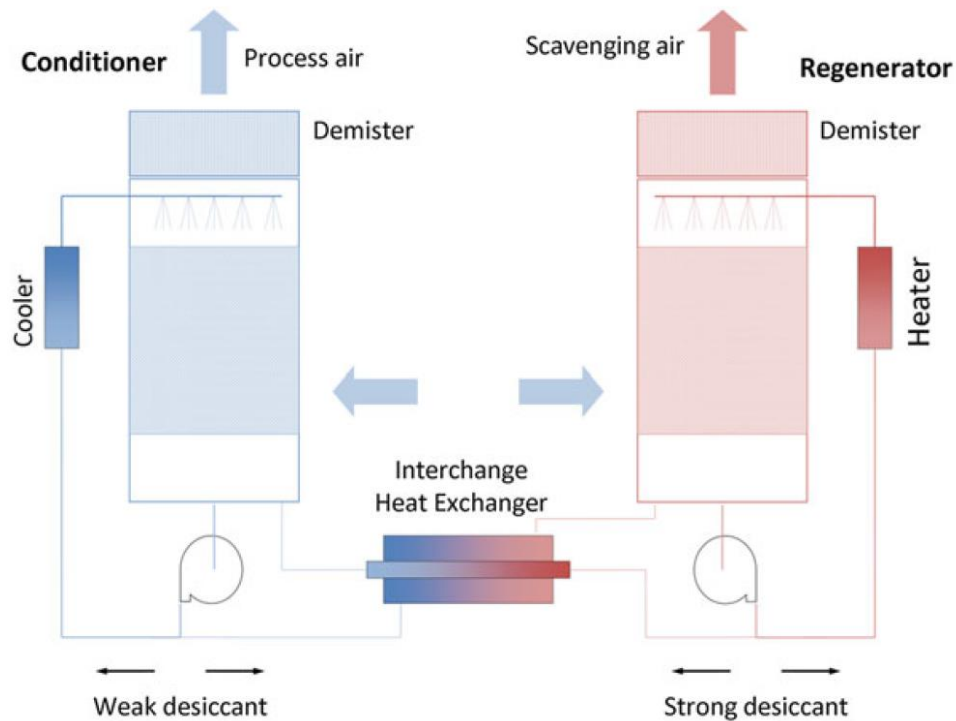 Conditioner
Process air
Scavenging air
Regenerator
Demister
Demister
Cooler
Heater
Interchange
Heat Exchanger
Weak desiccant
Strong desiccant